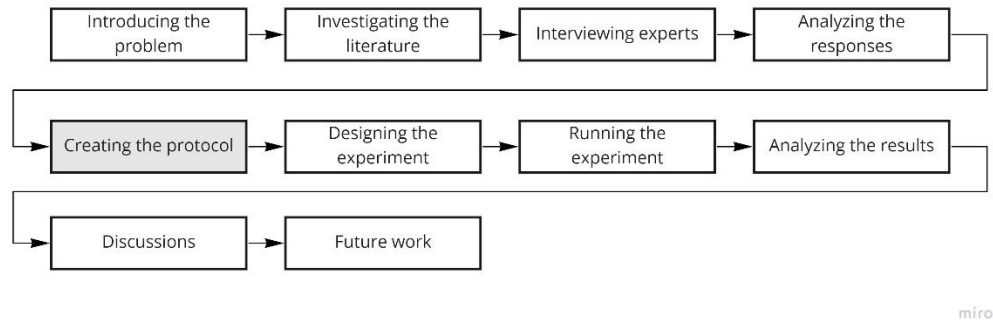 Introducing the
problem
Investigating the
literature
Interviewing experts
Analyzing the
responses
Creating the protocol
Designing the
experiment
Running the
experiment
Analyzing the results
Discussions
Future work
miro